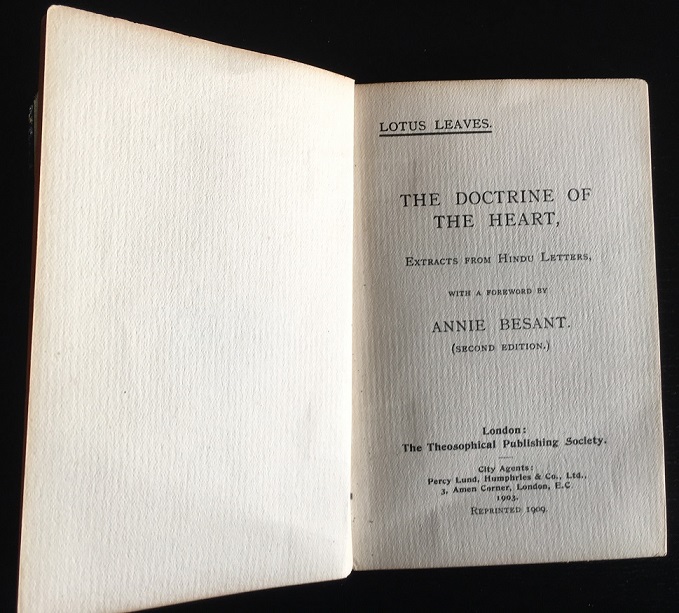 LOTUS LEAVES.
THE DOCTRINE OF
THE HEART,
EXTRACTS FROM HINDU LETTERS,
WITH A FOREWORD BY
ANNIE BESANT.
(SECOND EDITION.)
London:
The Theosophical Publishing Society.
City Agents:
Percy Lund, Humphries & Co., Ltd.,
3, Amen Corner, London, E.C.
1903.
REPRINTED 1909.